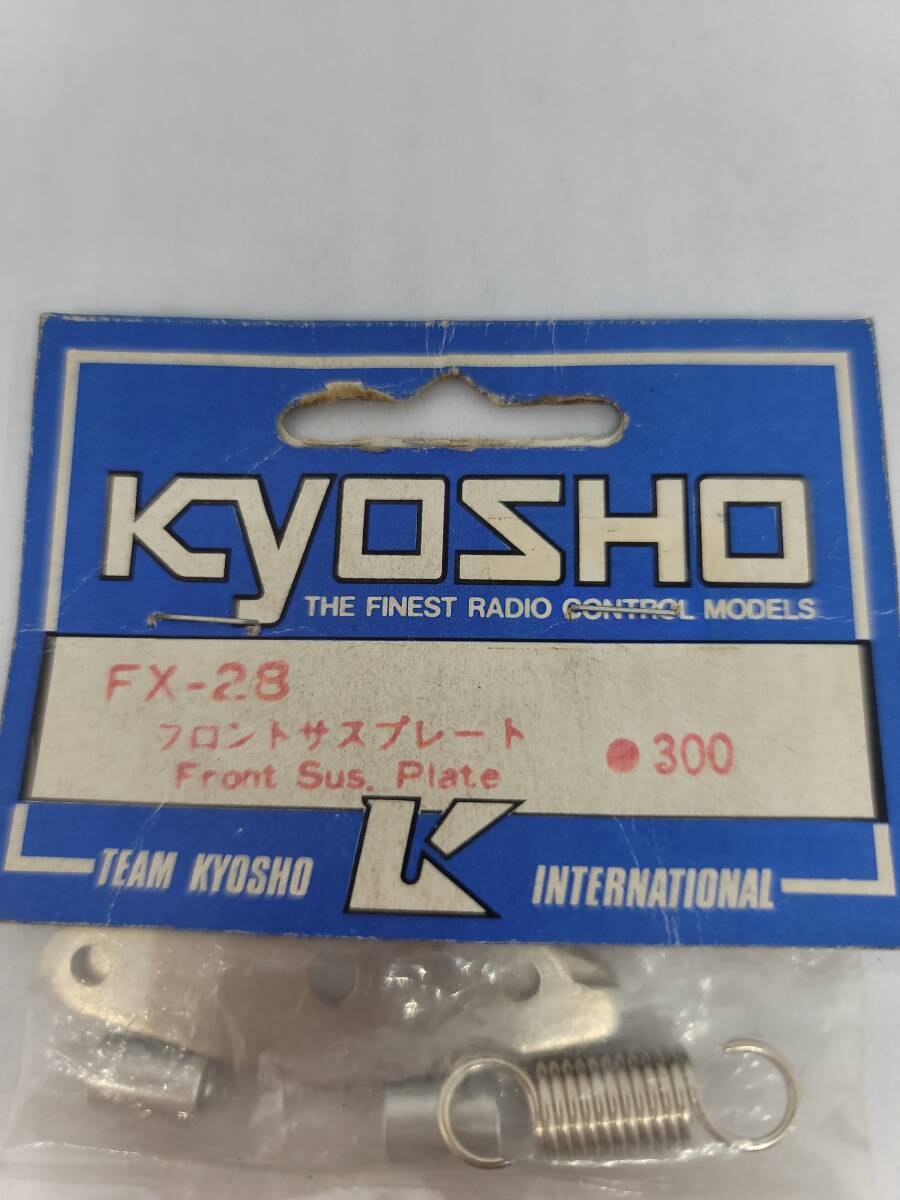 KYOSHO
THE FINEST RADIO CONTROL MODELS
FX-28
フロントサスプレート
Front Sus. Plate
●300
TEAM KYOSHO
K
INTERNATIONAL